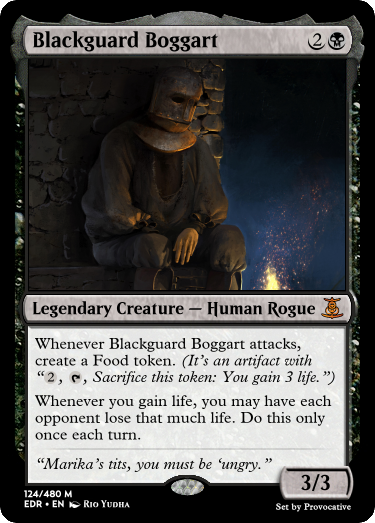 Blackguard Boggart 2
Legendary Creature — Human Rogue
Whenever Blackguard Boggart attacks,
create a Food token. (It's an artifact with
“2, , Sacrifice this token: You gain 3 life.”)
Whenever you gain life, you may have each
opponent lose that much life. Do this only
once each turn.
“Marika's tits, you must be ‘ungry.”
3/3
124/480 M
EDR • EN Rio Yudha
Set by Provocative